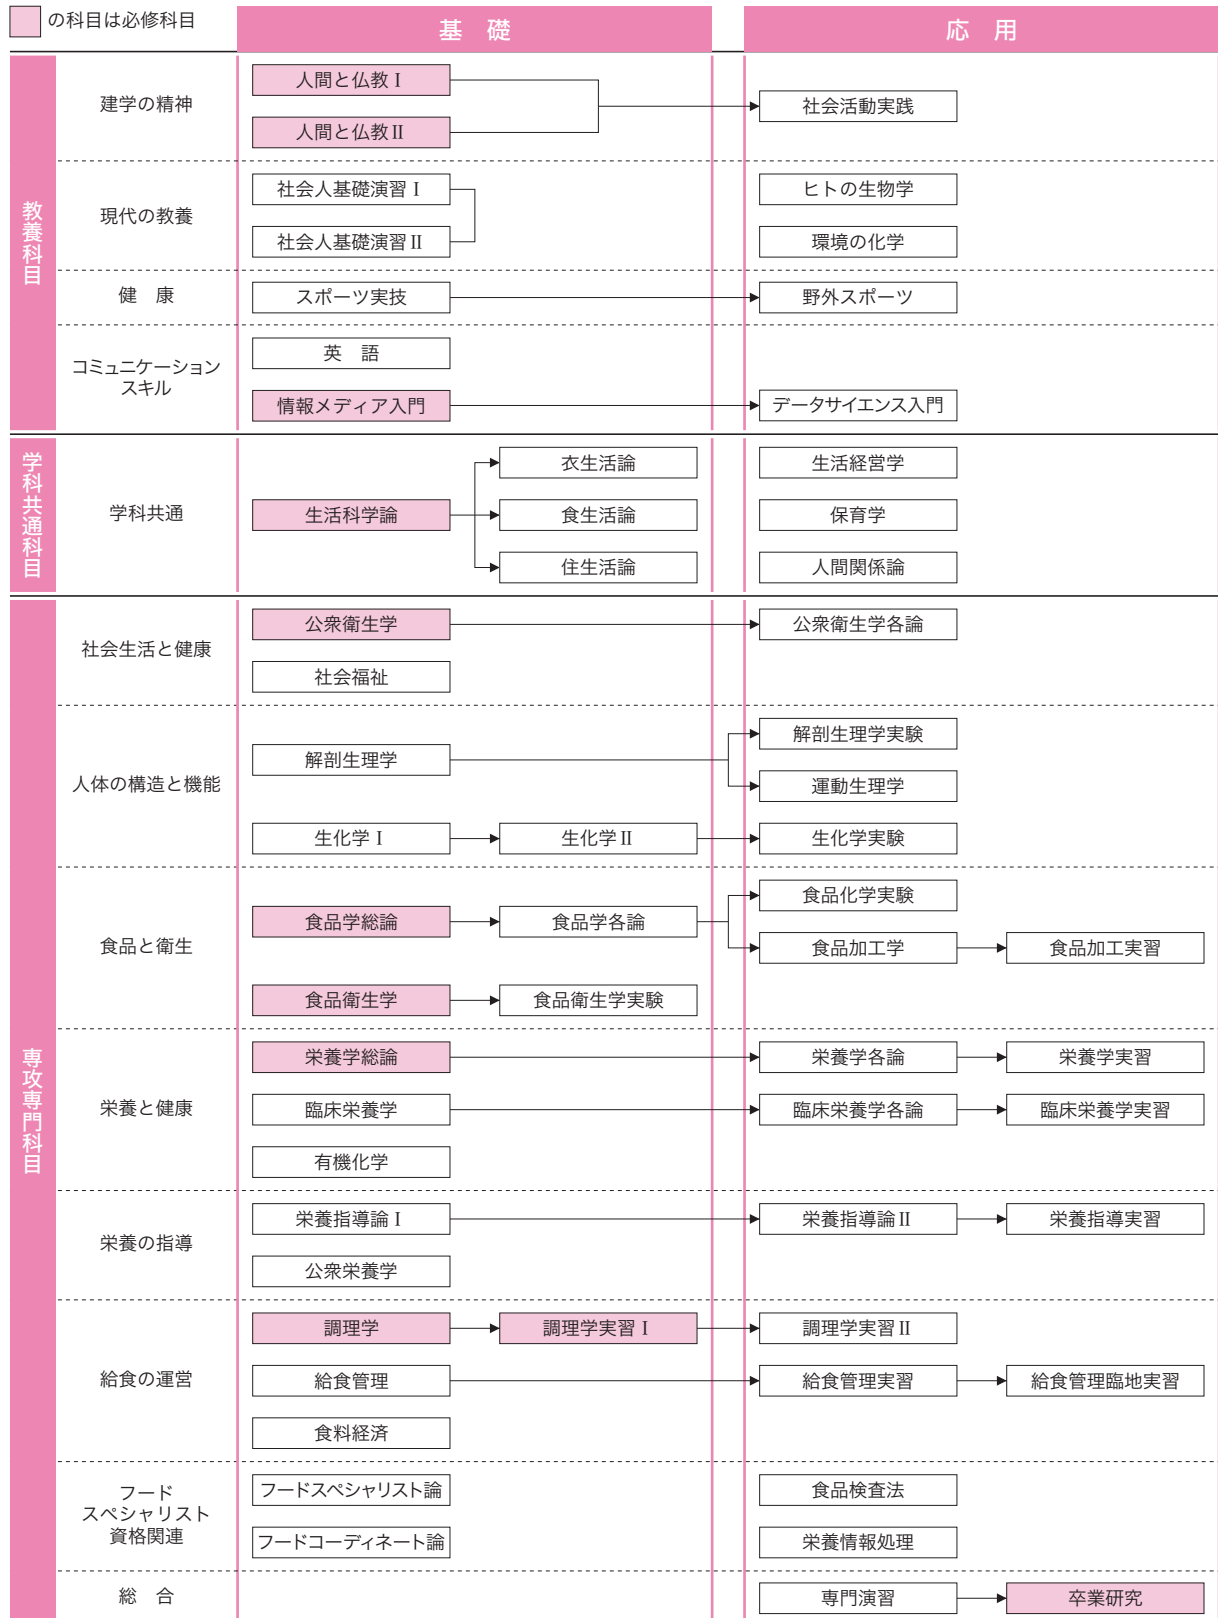 の科目は必修科目
基 礎
応 用
教養科目
建学の精神
人間と仏教 I
人間と仏教 II
社会活動実践
現代の教養
社会人基礎演習 I
社会人基礎演習 II
ヒトの生物学
環境の化学
健 康
スポーツ実技
野外スポーツ
コミュニケーション
スキル
英 語
情報メディア入門
データサイエンス入門
学科共通科目
学科共通
生活科学論
衣生活論
食生活論
住生活論
生活経営学
保育学
人間関係論
専攻専門科目
社会生活と健康
公衆衛生学
社会福祉
公衆衛生学各論
人体の構造と機能
解剖生理学
解剖生理学実験
運動生理学
生化学 I
生化学 II
生化学実験
食品と衛生
食品学総論
食品学各論
食品化学実験
食品加工学
食品加工実習
食品衛生学
食品衛生学実験
栄養と健康
栄養学総論
栄養学各論
栄養学実習
臨床栄養学
臨床栄養学各論
臨床栄養学実習
有機化学
栄養の指導
栄養指導論 I
栄養指導論 II
栄養指導実習
公衆栄養学
給食の運営
調理学
調理学実習 I
調理学実習 II
給食管理
給食管理実習
給食管理臨地実習
食料経済
フード
スペシャリスト
資格関連
フードスペシャリスト論
フードコーディネート論
食品検査法
栄養情報処理
総 合
専門演習
卒業研究